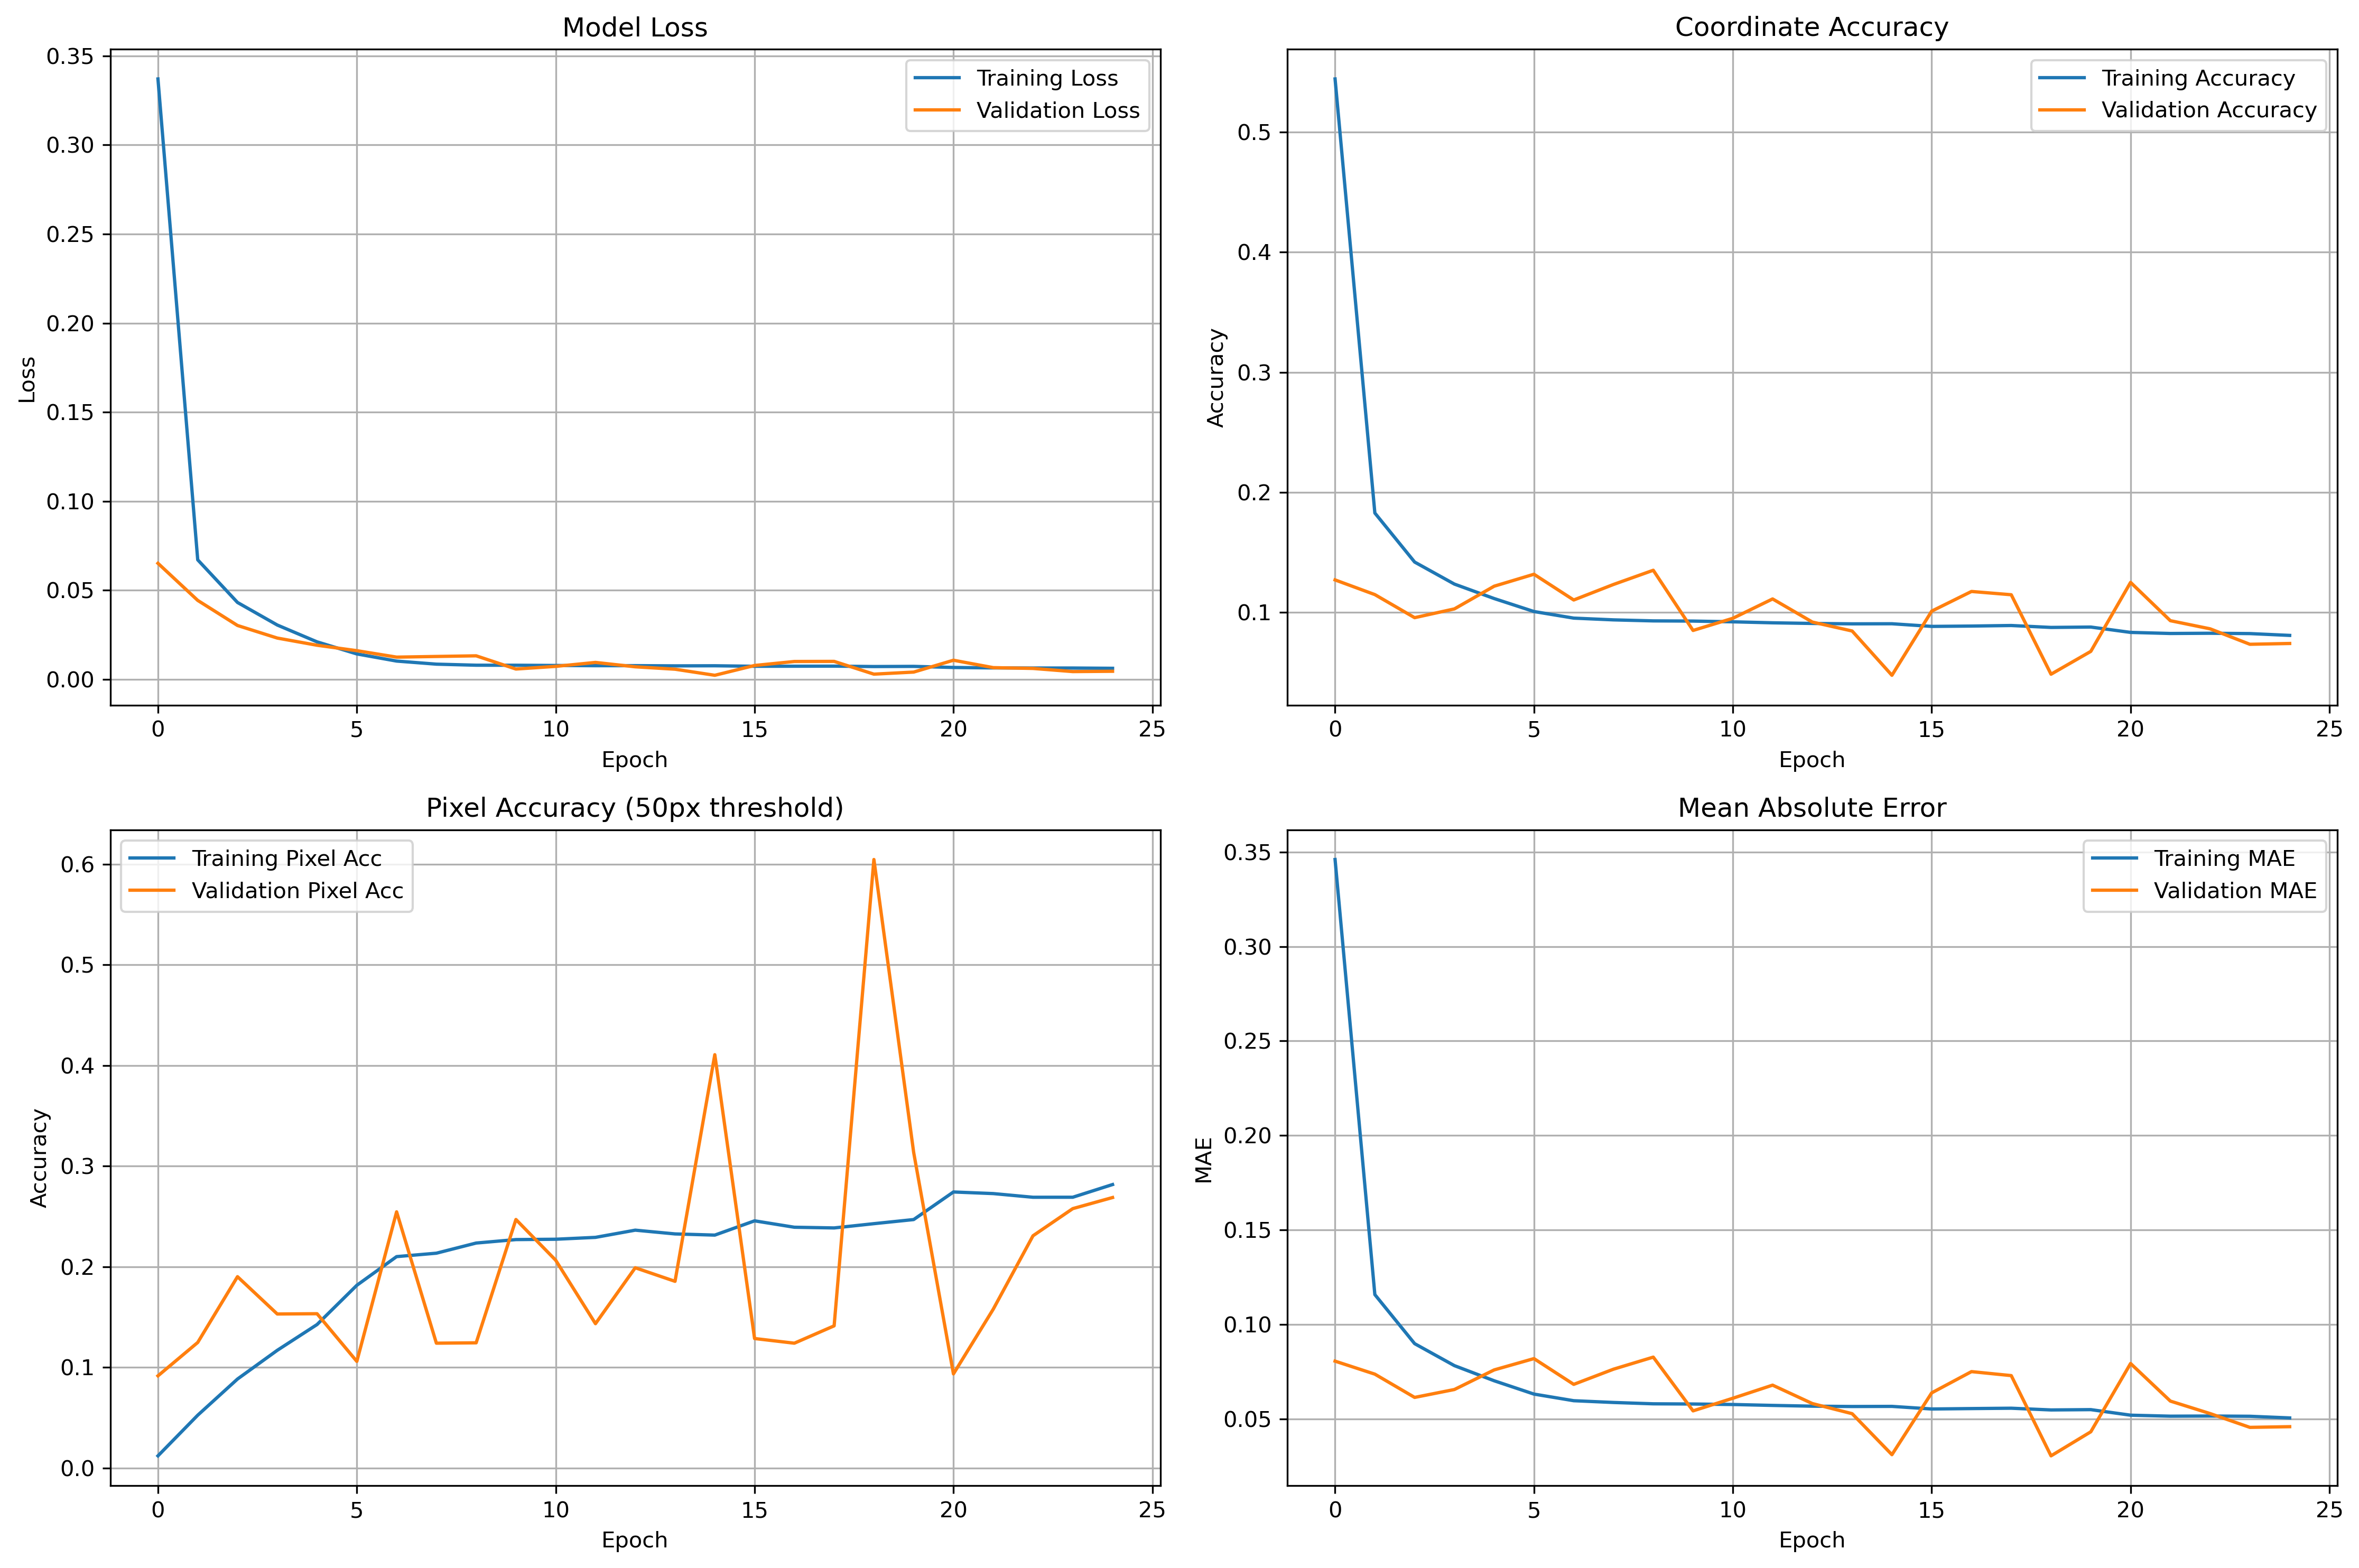 Model Loss
Training Loss
Validation Loss
0.35
0.30
0.25
0.20
0.15
0.10
0.05
0.00
Loss
0 5 10 15 20 25
Epoch
Coordinate Accuracy
Training Accuracy
Validation Accuracy
0.5
0.4
0.3
0.2
0.1
Accuracy
0 5 10 15 20 25
Epoch
Pixel Accuracy (50px threshold)
Training Pixel Acc
Validation Pixel Acc
0.6
0.5
0.4
0.3
0.2
0.1
0.0
Accuracy
0 5 10 15 20 25
Epoch
Mean Absolute Error
Training MAE
Validation MAE
0.35
0.30
0.25
0.20
0.15
0.10
0.05
MAE
0 5 10 15 20 25
Epoch